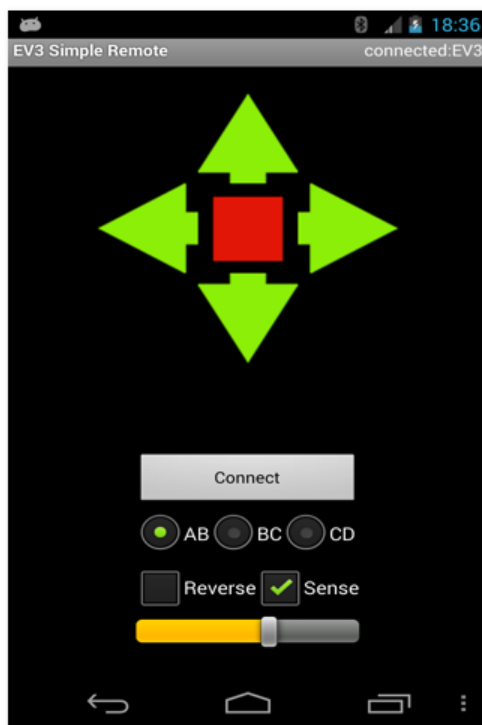 18:36
EV3 Simple Remote connected:EV3
Connect
AB BC CD
Reverse Sense